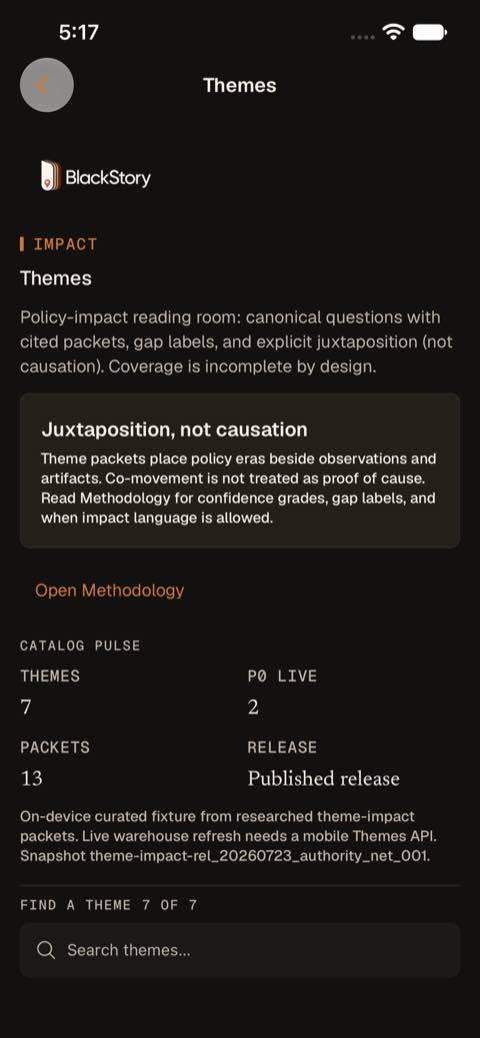 5:17
Themes
BlackStory
IMPACT
Themes
Policy-impact reading room: canonical questions with
cited packets, gap labels, and explicit juxtaposition (not
causation). Coverage is incomplete by design.
Juxtaposition, not causation
Theme packets place policy eras beside observations and
artifacts. Co-movement is not treated as proof of cause.
Read Methodology for confidence grades, gap labels, and
when impact language is allowed.
Open Methodology
CATALOG PULSE
THEMES
P0 LIVE
7
2
PACKETS
RELEASE
13
Published release
On-device curated fixture from researched theme-impact
packets. Live warehouse refresh needs a mobile Themes API.
Snapshot theme-impact-rel_20260723_authority_net_001.
FIND A THEME 7 OF 7
Search themes...